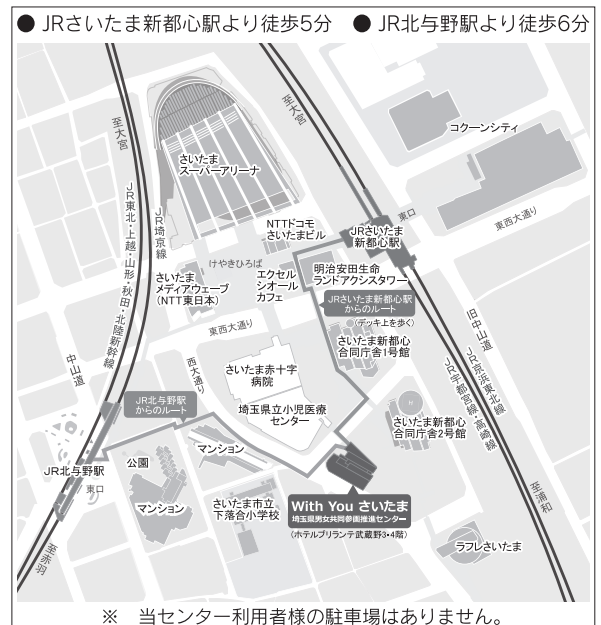 ● JRさいたま新都心駅より徒歩5分 ● JR北与野駅より徒歩6分
至大宮
至大宮
コクーンシティ
さいたま
スーパーアリーナ
JR東北・上越・山形・秋田・北陸新幹線
JR埼京線
NTTドコモ
さいたまビル
JRさいたま
新都心駅
東口
東西大通り
けやきひろば
さいたま
メディアウェーブ
(NTT東日本)
エクセル
シオール
カフェ
明治安田生命
ランドアクシスタワー
JRさいたま新都心駅
からのルート
(デッキ上を歩く)
東西大通り
さいたま新都心
合同庁舎1号館
旧中山道
JR京浜東北線
JR宇都宮線・高崎線
中山道
西大通り
さいたま赤十字
病院
JR北与野駅
からのルート
埼玉県立小児医療
センター
さいたま新都心
合同庁舎2号館
マンション
JR北与野駅
東口
公園
マンション
さいたま市立
下落合小学校
With You さいたま
埼玉県男女共同参画推進センター
(ホテルブリランテ武蔵野3・4階)
至浦和
ラフレさいたま
至赤羽
※ 当センター利用者様の駐車場はありません。